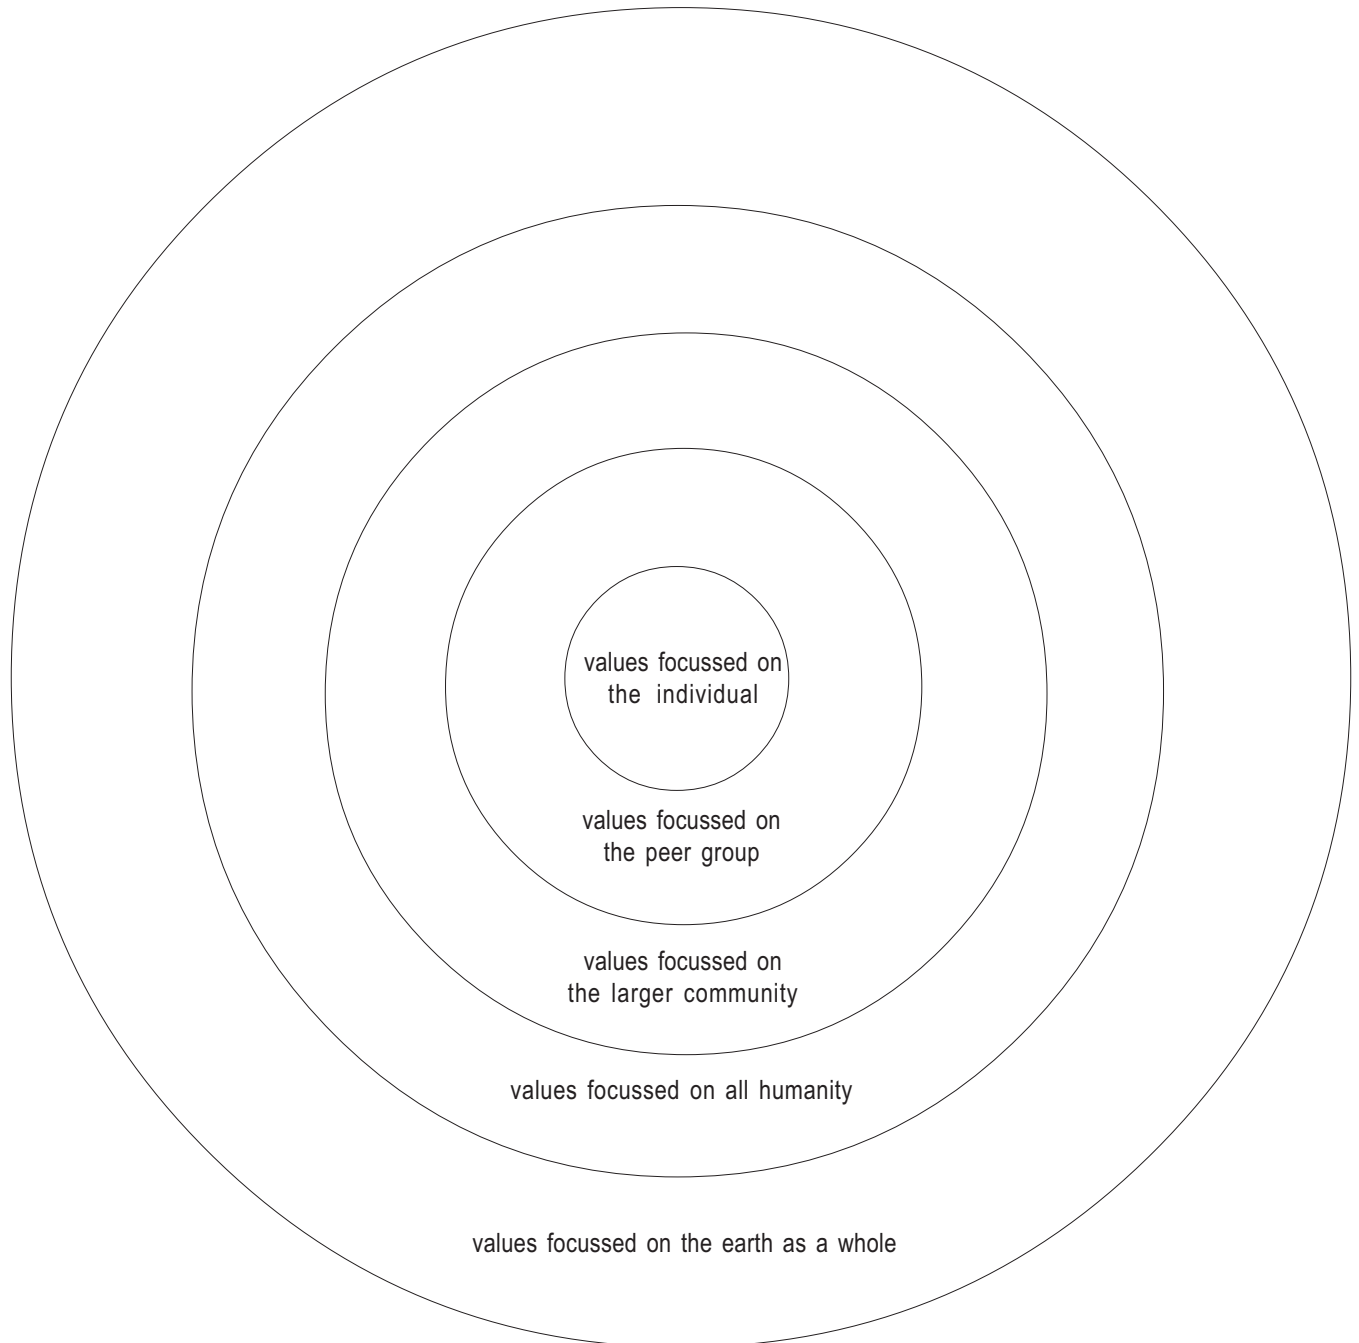 values focussed on
the individual
values focussed on
the peer group
values focussed on
the larger community
values focussed on all humanity
values focussed on the earth as a whole